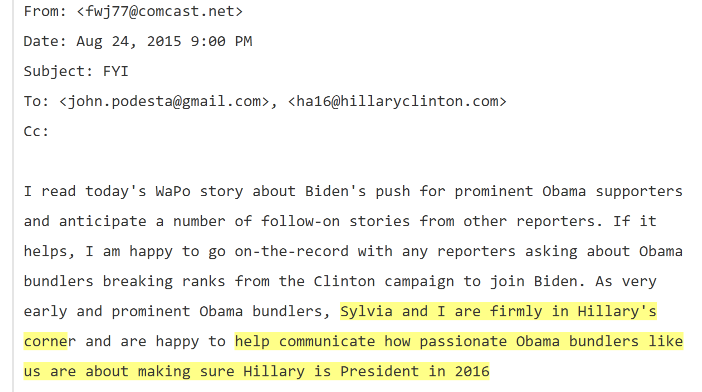 From: <fwj77@comcast.net>
Date: Aug 24, 2015 9:00 PM
Subject: FYI
To: <john.podesta@gmail.com>, <ha16@hillaryclinton.com>
Cc:
I read today's WaPo story about Biden's push for prominent Obama supporters
and anticipate a number of follow-on stories from other reporters. If it
helps, I am happy to go on-the-record with any reporters asking about Obama
bundlers breaking ranks from the Clinton campaign to join Biden. As very
early and prominent Obama bundlers, Sylvia and I are firmly in Hillary's
corner and are happy to help communicate how passionate Obama bundlers like
us are about making sure Hillary is President in 2016